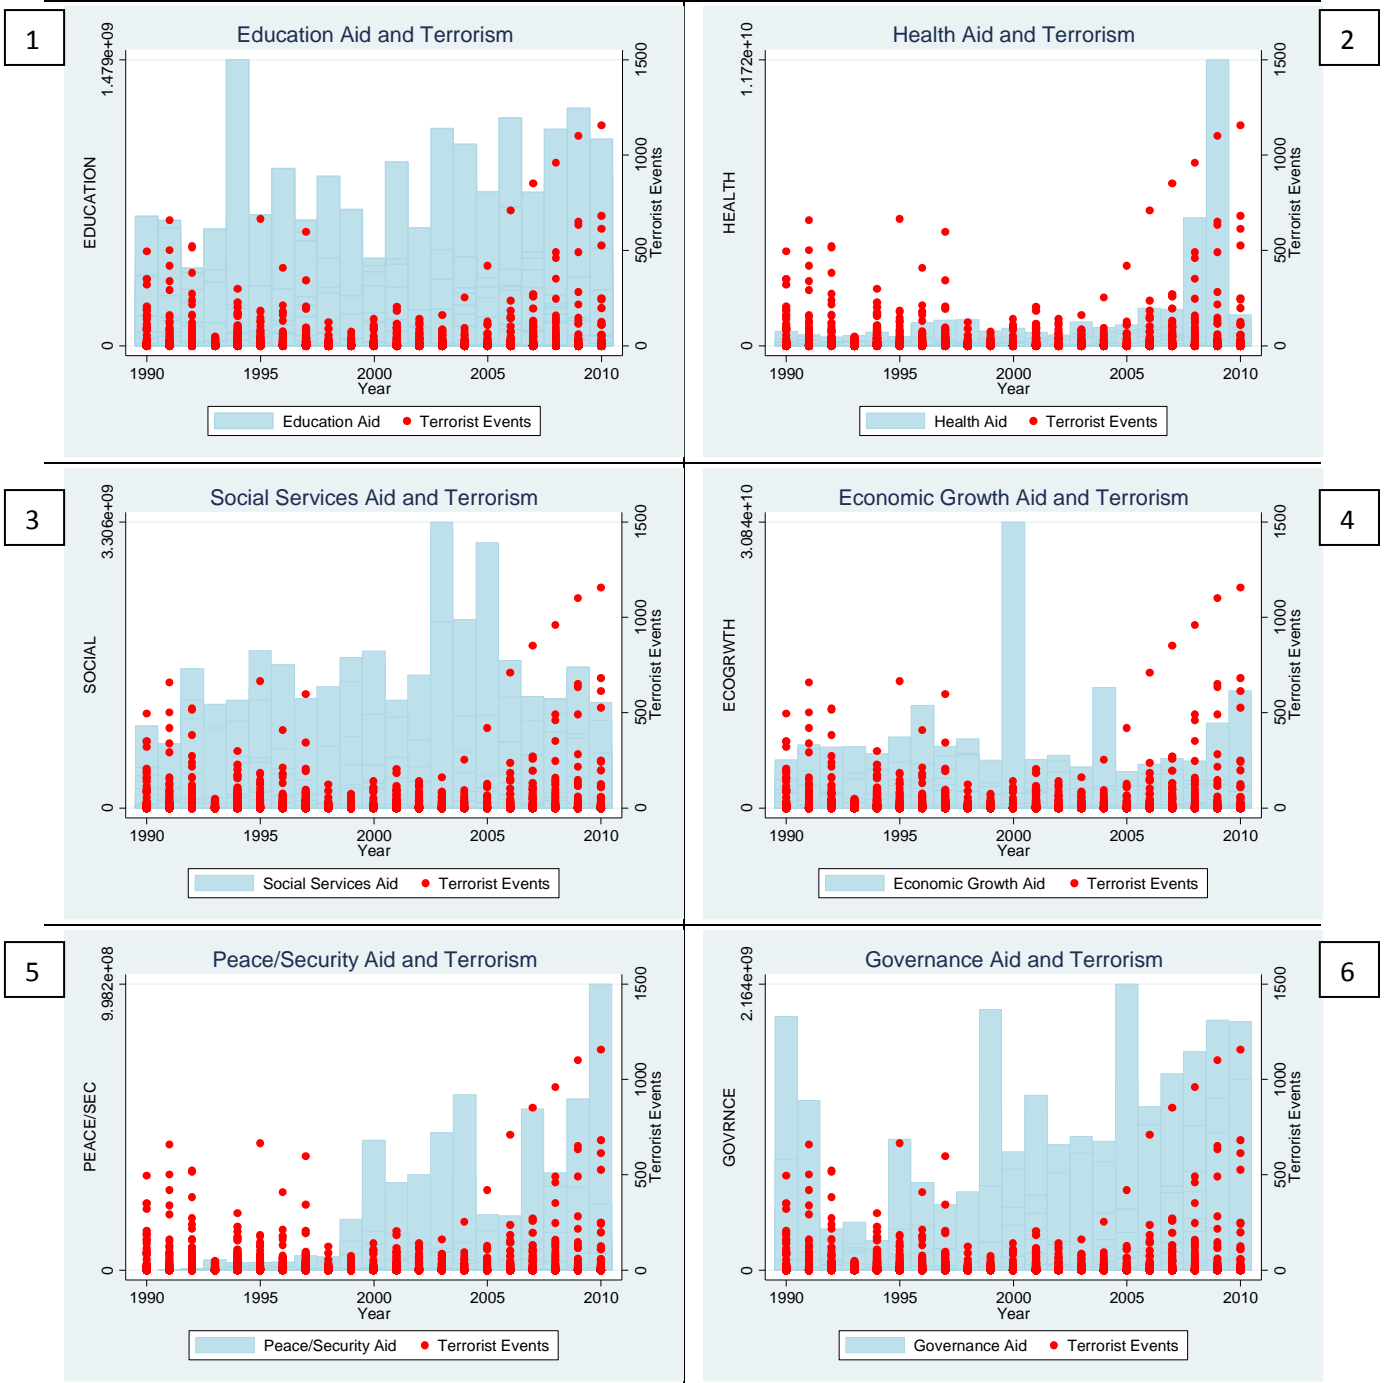 1
Education Aid and Terrorism
1.479e+09
0
EDUCATION
1500
1000
500
0
Terrorist Events
1990 1995 2000 2005 2010
Year
Education Aid Terrorist Events
2
Health Aid and Terrorism
1.172e+10
0
HEALTH
1500
1000
500
0
Terrorist Events
1990 1995 2000 2005 2010
Year
Health Aid Terrorist Events
3
Social Services Aid and Terrorism
3.306e+09
0
SOCIAL
1500
1000
500
0
Terrorist Events
1990 1995 2000 2005 2010
Year
Social Services Aid Terrorist Events
4
Economic Growth Aid and Terrorism
3.084e+10
0
ECOGRWTH
1500
1000
500
0
Terrorist Events
1990 1995 2000 2005 2010
Year
Economic Growth Aid Terrorist Events
5
Peace/Security Aid and Terrorism
9.982e+08
0
PEACE/SEC
1500
1000
500
0
Terrorist Events
1990 1995 2000 2005 2010
Year
Peace/Security Aid Terrorist Events
6
Governance Aid and Terrorism
2.164e+09
0
GOVRNCE
1500
1000
500
0
Terrorist Events
1990 1995 2000 2005 2010
Year
Governance Aid Terrorist Events